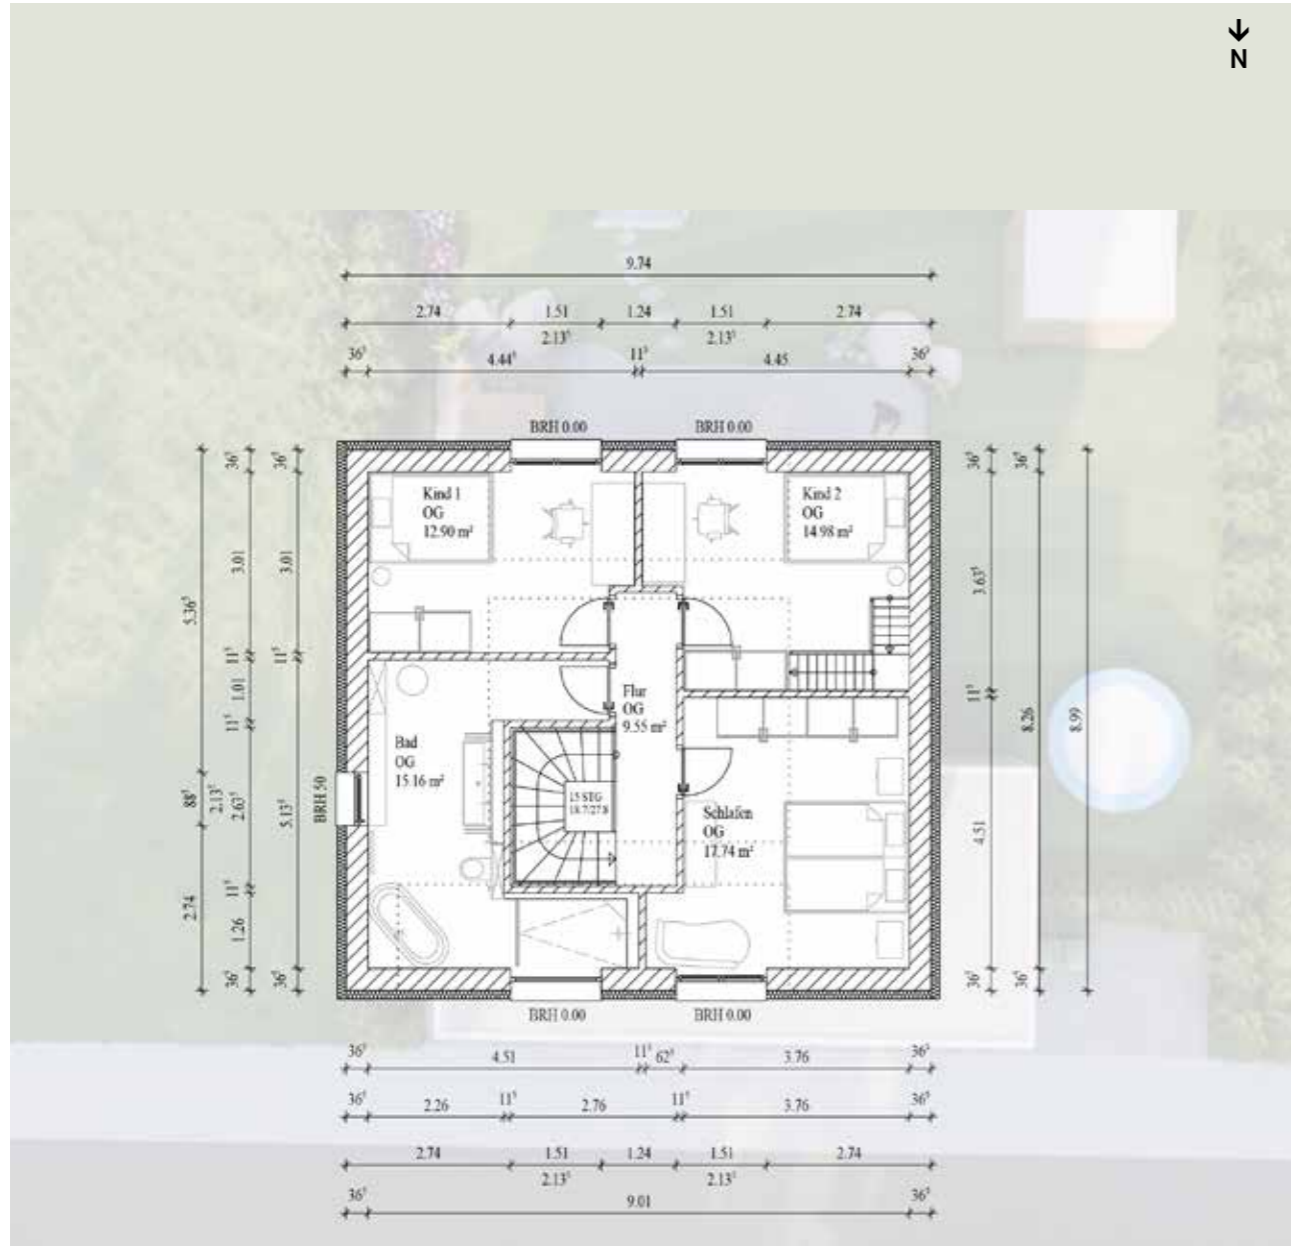 N
9.74
2.74 1.51 1.24 1.51 2.74
2.13⁵ 2.13⁵
36⁵ 4.44⁵ 11⁵ 4.45 36⁵
BRH 0.00 BRH 0.00
Kind 1
OG
12.90 m²
Kind 2
OG
14.98 m²
Flur
OG
9.55 m²
Bad
OG
15.16 m²
15 STG
18.7/27.8
Schlafen
OG
17.74 m²
BRH 50
5.36⁵ 88⁵ 2.13⁵ 2.74
36⁵ 3.01 11⁵ 1.01 11⁵ 2.63⁵ 11⁵ 1.26 36⁵
36⁵ 3.01 11⁵ 5.13⁵ 36⁵
36⁵ 3.63⁵ 11⁵ 4.51 36⁵
36⁵ 8.26 36⁵
8.99
BRH 0.00 BRH 0.00
36⁵ 4.51 11⁵ 62⁵ 3.76 36⁵
36⁵ 2.26 11⁵ 2.76 11⁵ 3.76 36⁵
2.74 1.51 1.24 1.51 2.74
2.13⁵ 2.13⁵
36⁵ 9.01 36⁵